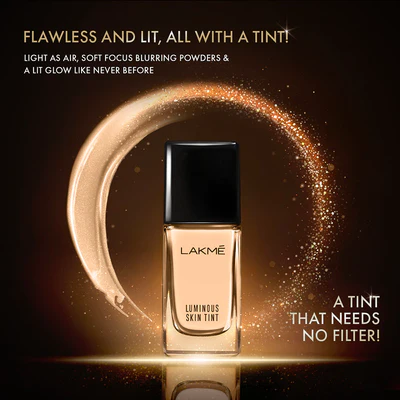 FLAWLESS AND LIT, ALL WITH A TINT!
LIGHT AS AIR, SOFT FOCUS BLURRING POWDERS &
A LIT GLOW LIKE NEVER BEFORE
LAKMÉ
LUMINOUS
SKIN TINT
A TINT
THAT NEEDS
NO FILTER!